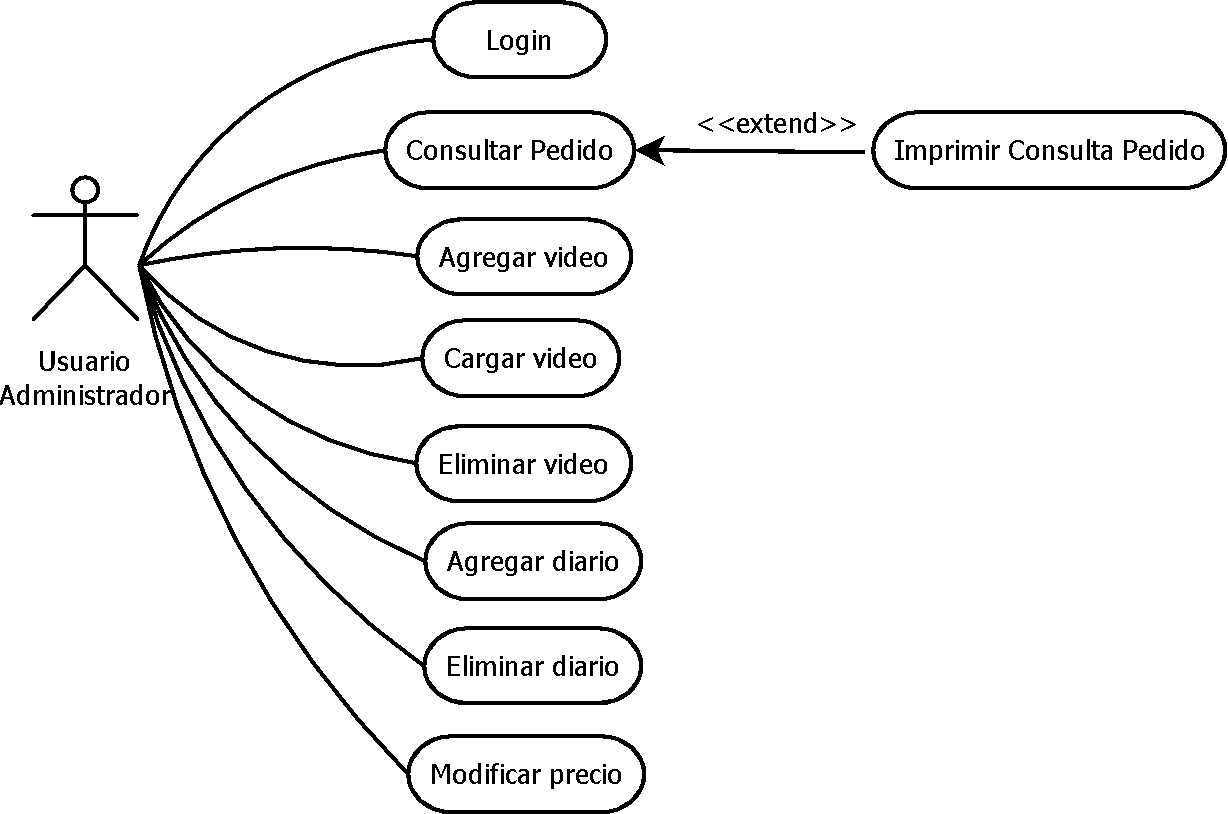 Login
<<extend>>
Consultar Pedido
Imprimir Consulta Pedido
Agregar video
Cargar video
Usuario
Administrador
Eliminar video
Agregar diario
Eliminar diario
Modificar precio